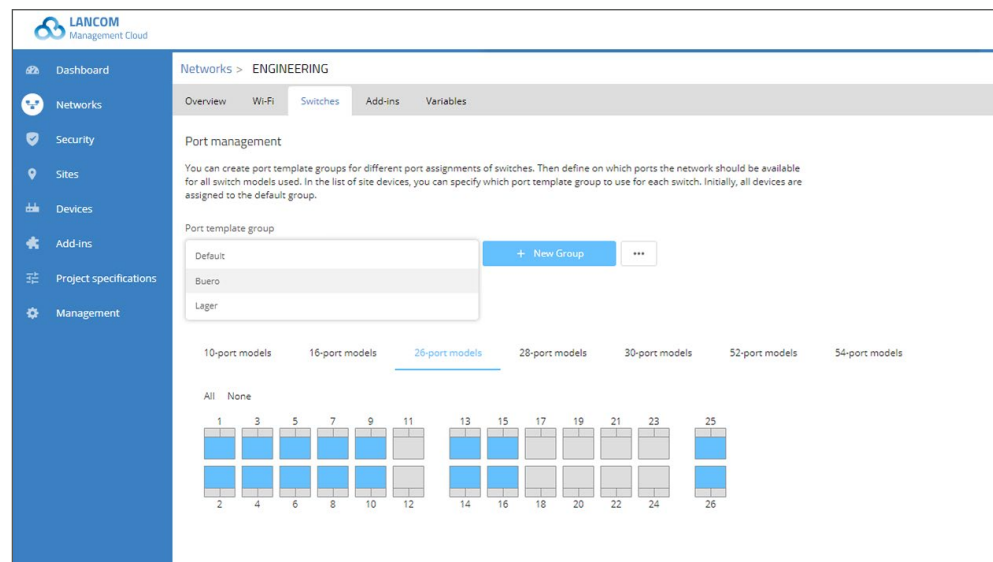 LANCOM
Management Cloud
Dashboard
Networks
Security
Sites
Devices
Add-ins
Project specifications
Management
Networks > ENGINEERING
Overview Wi-Fi Switches Add-ins Variables
Port management
You can create port template groups for different port assignments of switches. Then define on which ports the network should be available
for all switch models used. In the list of site devices, you can specify which port template group to use for each switch. Initially, all devices are
assigned to the default group.
Port template group
Default
Buero
Lager
+ New Group
•••
10-port models 16-port models 26-port models 28-port models 30-port models 52-port models 54-port models
All None
1 3 5 7 9 11 13 15 17 19 21 23 25
2 4 6 8 10 12 14 16 18 20 22 24 26